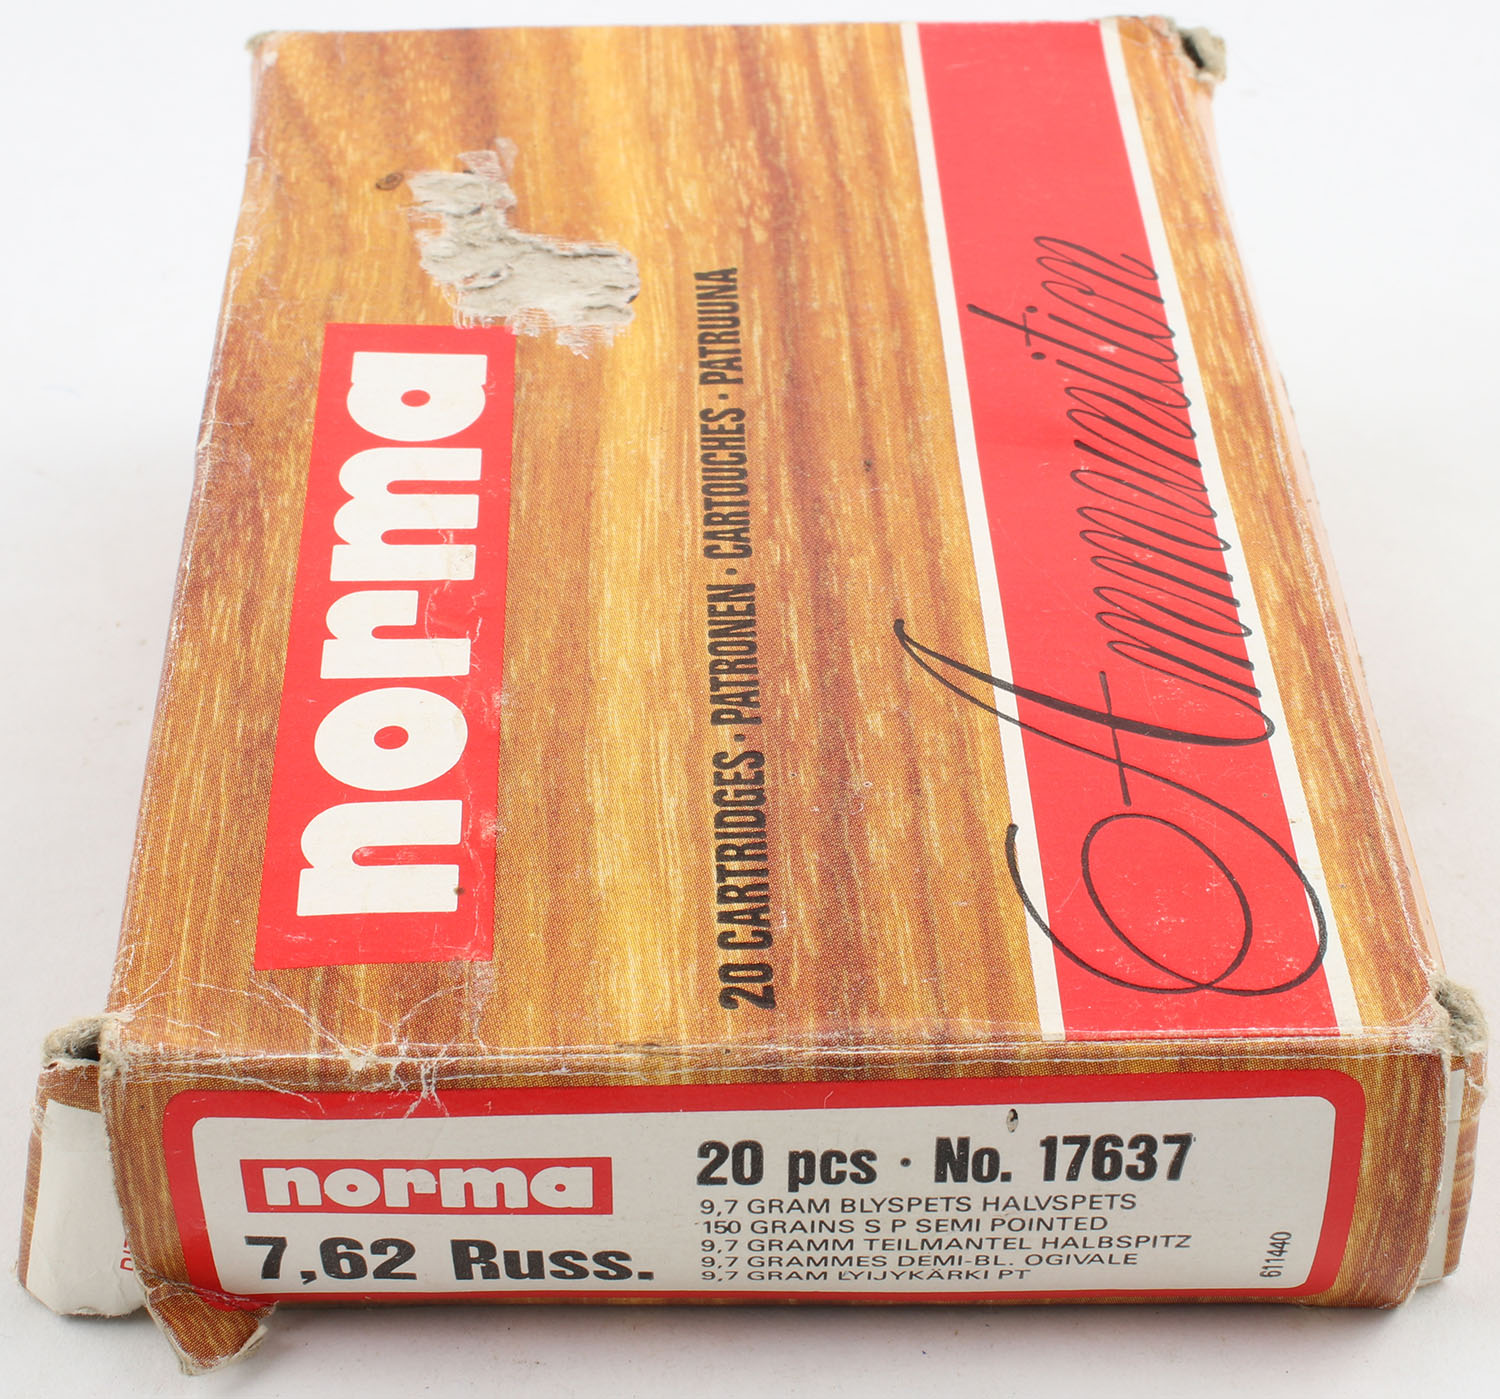 norma
20 CARTRIDGES · PATRONEN · CARTOUCHES · PATRUUNA
Ammunition
norma
7,62 Russ.
20 pcs · No. 17637
9,7 GRAM BLYSPETS HALVSPETS
150 GRAINS S P SEMI POINTED
9,7 GRAMM TEILMANTEL HALBSPITZ
9,7 GRAMMES DEMI-BL. OGIVALE
9,7 GRAM LYIJYKÄRKI PT
611440